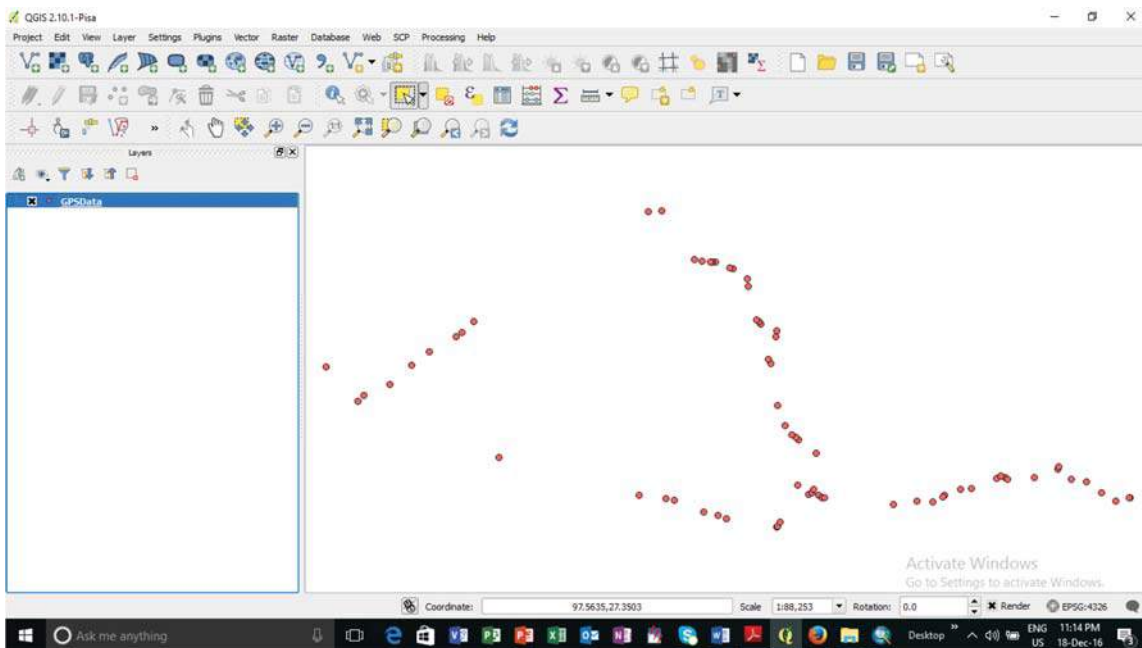 QGIS 2.10.1-Pisa
Project Edit View Layer Settings Plugins Vector Raster Database Web SCP Processing Help
Layers
GPSData
Activate Windows
Go to Settings to activate Windows.
Coordinate: 97.5635,27.3503 Scale 1:88,253 Rotation: 0.0 Render EPSG:4326
Ask me anything Desktop ENG 11:14 PM
US 18-Dec-16